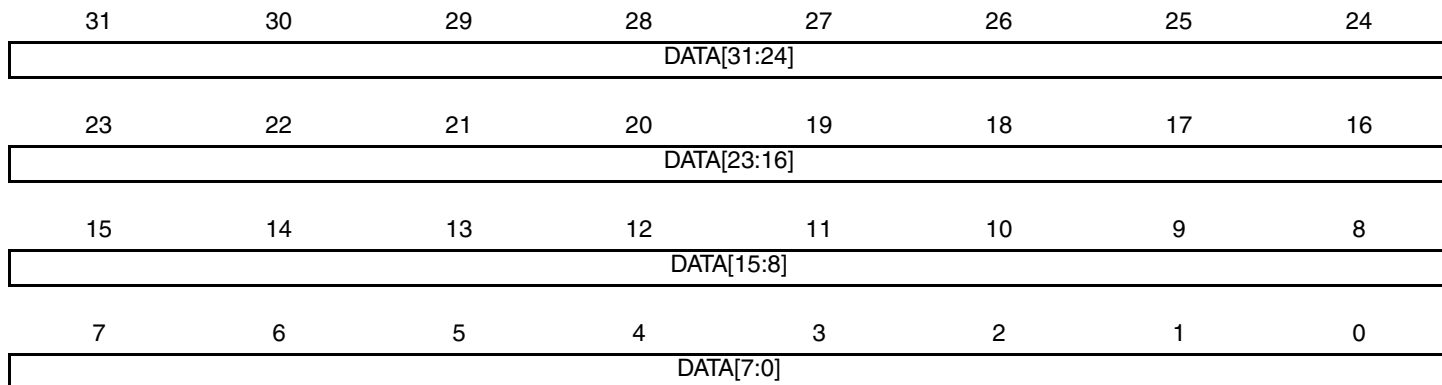 31 30 29 28 27 26 25 24
DATA[31:24]
23 22 21 20 19 18 17 16
DATA[23:16]
15 14 13 12 11 10 9 8
DATA[15:8]
7 6 5 4 3 2 1 0
DATA[7:0]